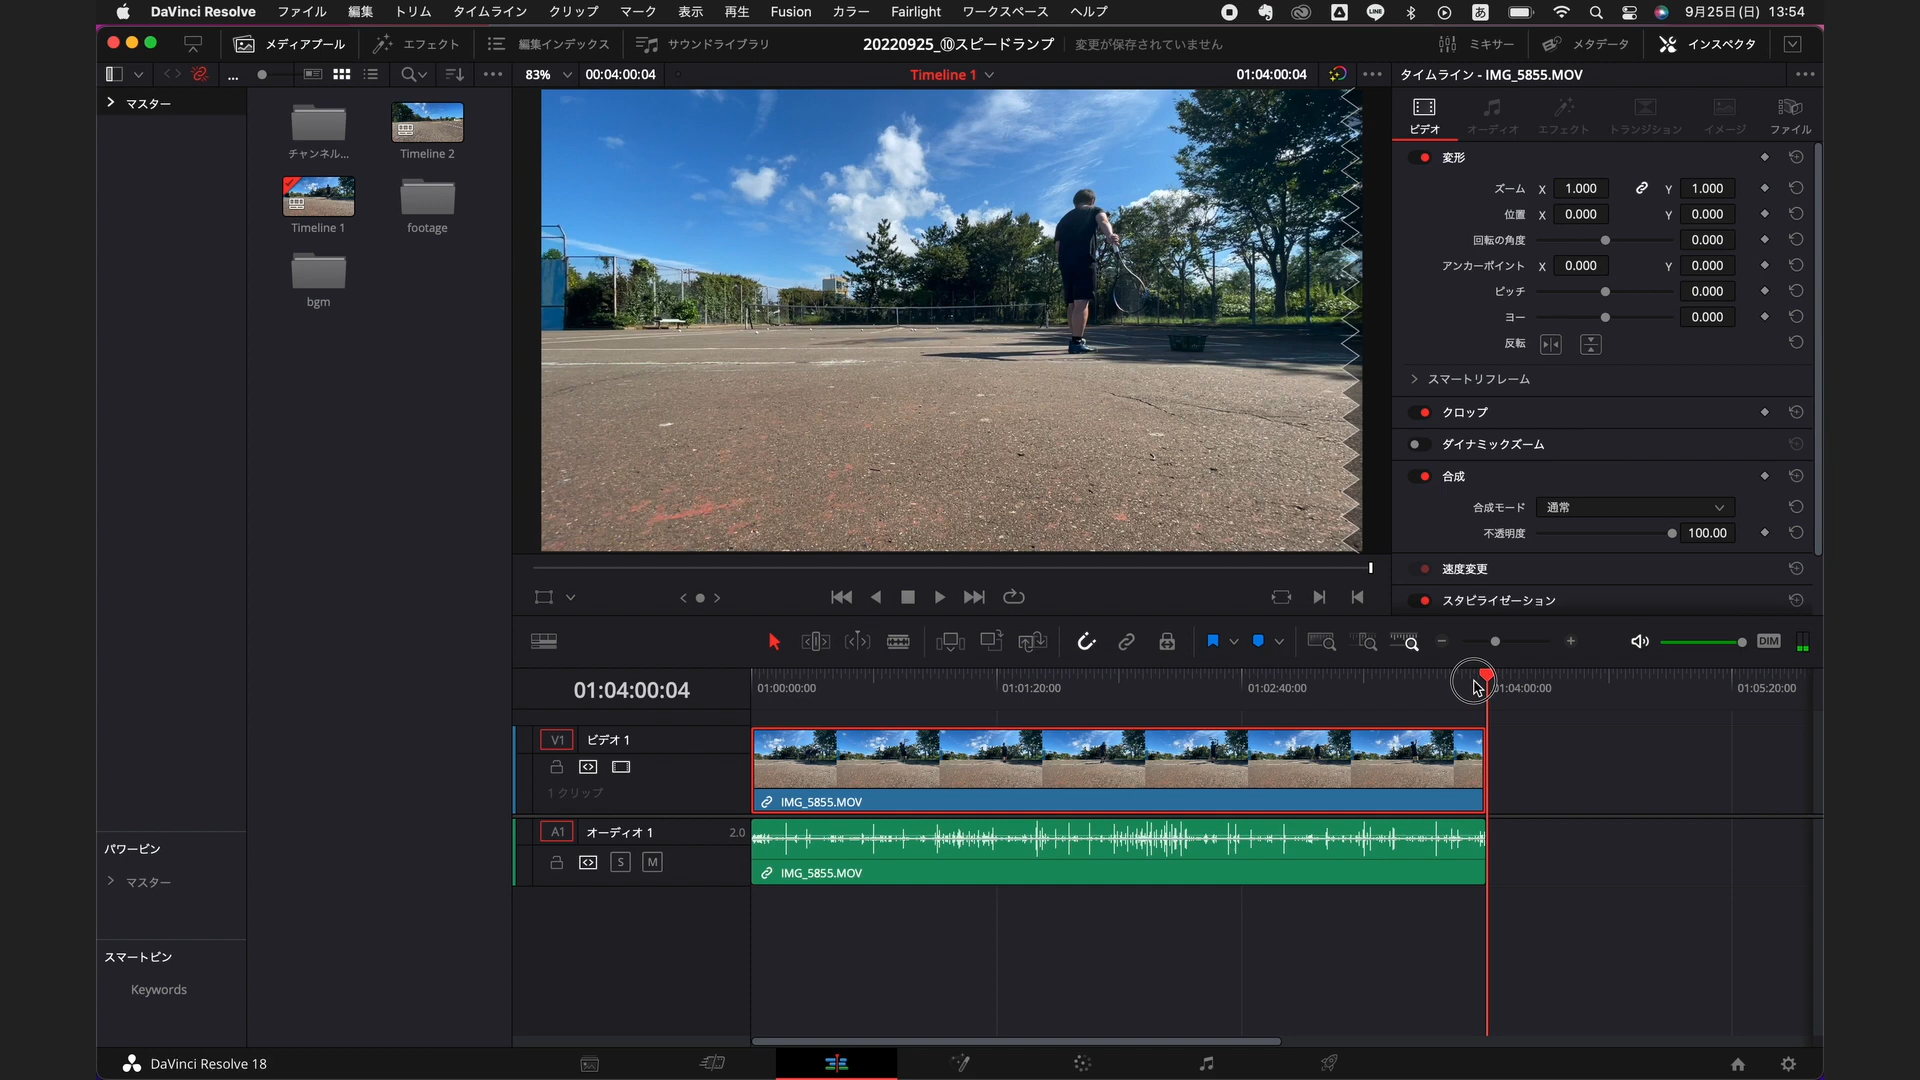 DaVinci Resolve ファイル 編集 トリム タイムライン クリップ マーク 表示 再生 Fusion カラー Fairlight ワークスペース ヘルプ LINE あ 9月25日(日) 13:54
メディアプール エフェクト 編集インデックス サウンドライブラリ 20220925_⑩スピードランプ 変更が保存されていません ミキサー メタデータ インスペクタ
... 83% 00:04:00:04 Timeline 1 01:04:00:04 タイムライン - IMG_5855.MOV
マスター
チャンネル...
Timeline 2
Timeline 1
footage
bgm
ビデオ オーディオ エフェクト トランジション イメージ ファイル
変形
ズーム X 1.000 Y 1.000
位置 X 0.000 Y 0.000
回転の角度 0.000
アンカーポイント X 0.000 Y 0.000
ピッチ 0.000
ヨー 0.000
反転
スマートリフレーム
クロップ
ダイナミックズーム
合成
合成モード 通常
不透明度 100.00
速度変更
スタビライゼーション
DIM
01:04:00:04
01:00:00:00 01:01:20:00 01:02:40:00 01:04:00:00 01:05:20:00
V1 ビデオ 1
1 クリップ
IMG_5855.MOV
A1 オーディオ 1 2.0
S M
IMG_5855.MOV
パワービン
マスター
スマートビン
Keywords
DaVinci Resolve 18